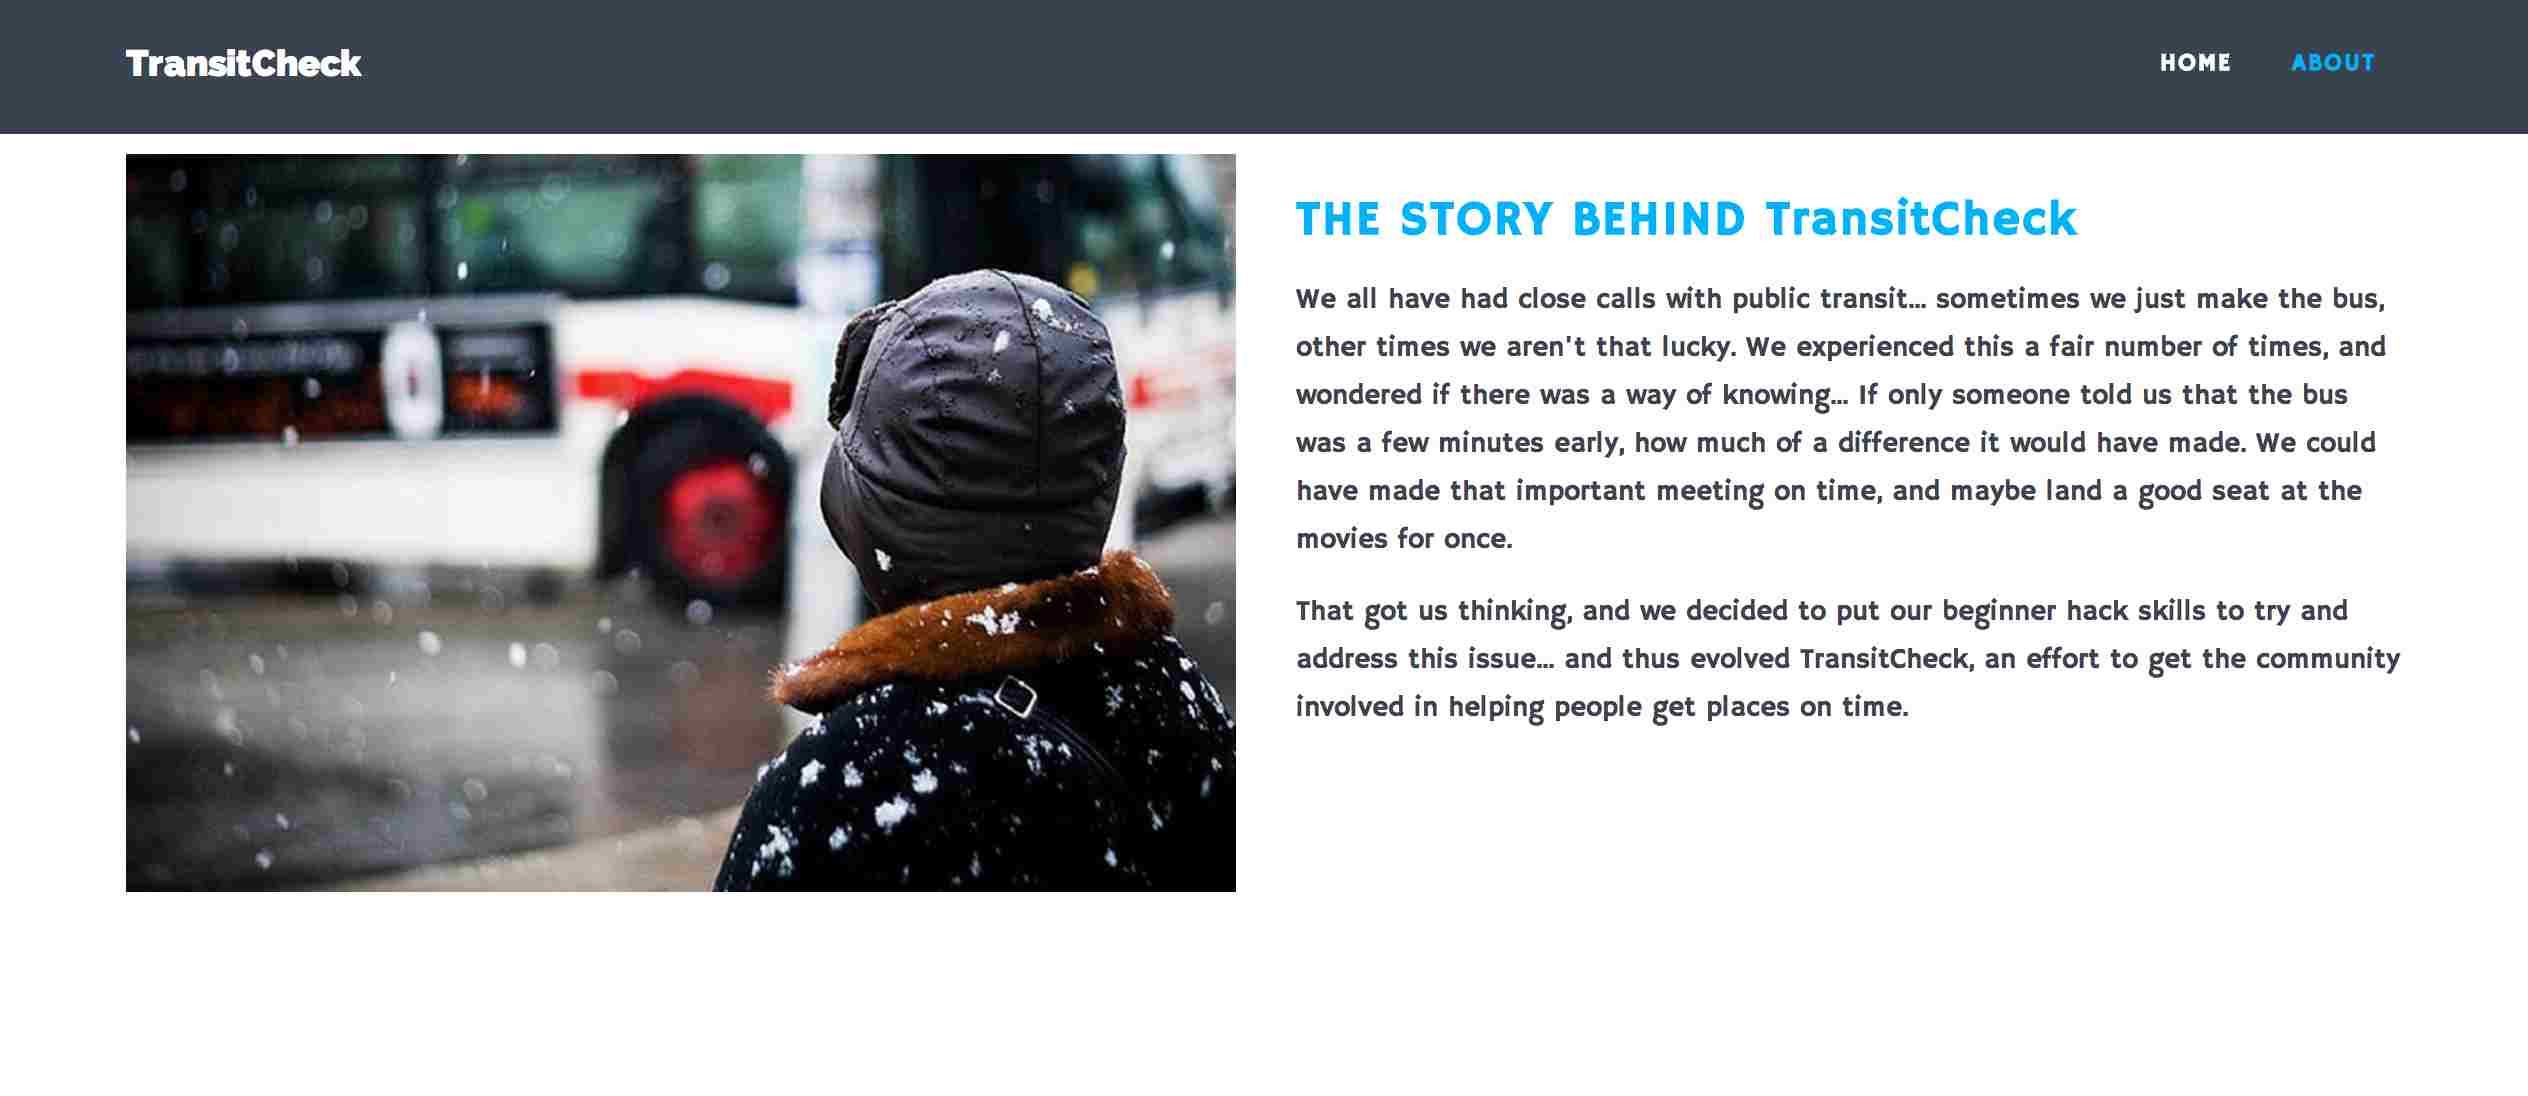 TransitCheck
HOME
ABOUT
THE STORY BEHIND TransitCheck
We all have had close calls with public transit... sometimes we just make the bus,
other times we aren't that lucky. We experienced this a fair number of times, and
wondered if there was a way of knowing... If only someone told us that the bus
was a few minutes early, how much of a difference it would have made. We could
have made that important meeting on time, and maybe land a good seat at the
movies for once.
That got us thinking, and we decided to put our beginner hack skills to try and
address this issue... and thus evolved TransitCheck, an effort to get the community
involved in helping people get places on time.